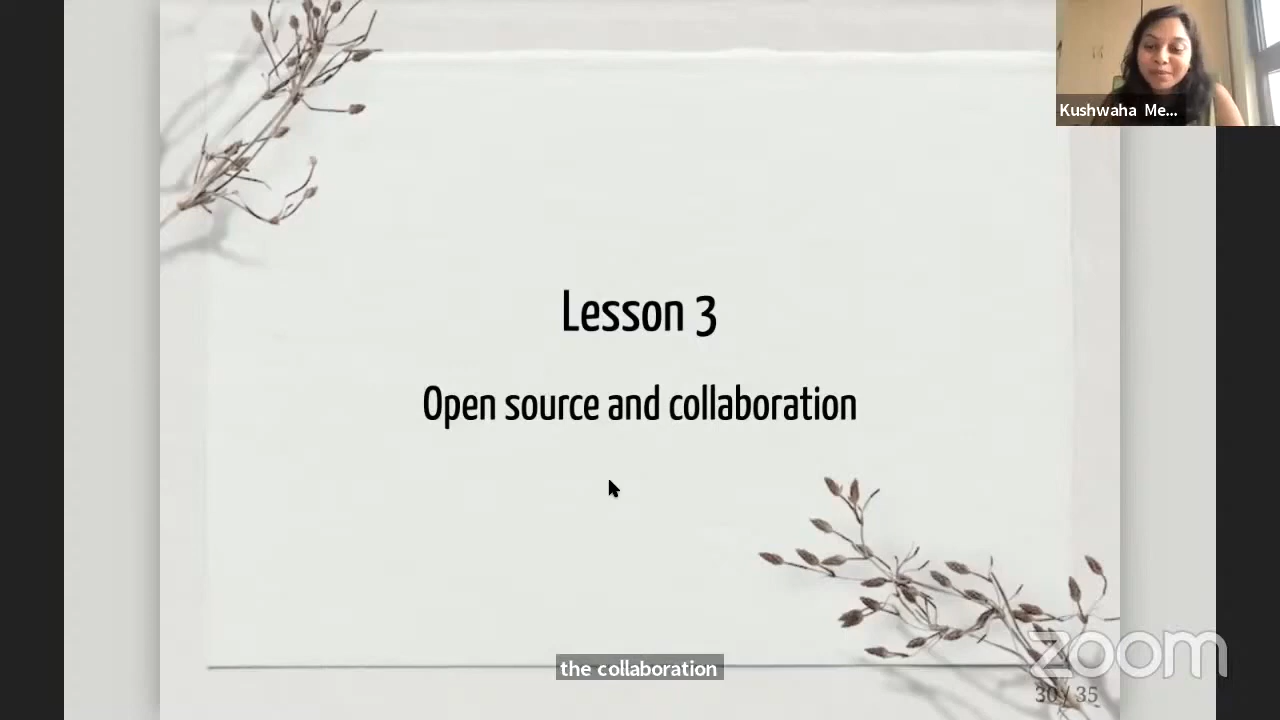 Kushwaha Me...
Lesson 3
Open source and collaboration
the collaboration
zoom
30 / 35